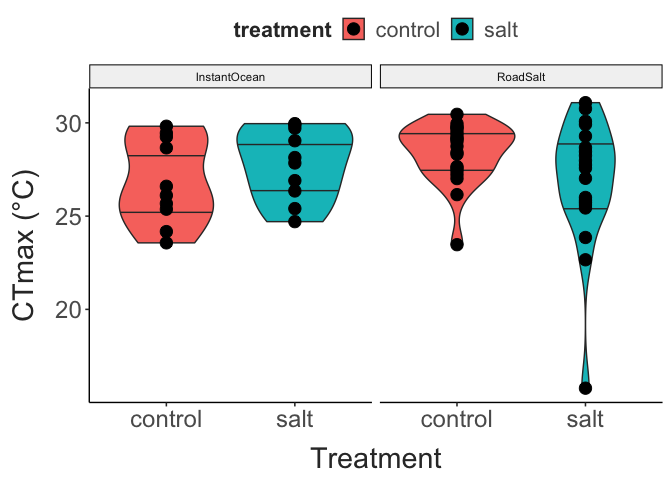 treatment control salt
InstantOcean RoadSalt
30
25
20
CTmax (°C)
control salt control salt
Treatment